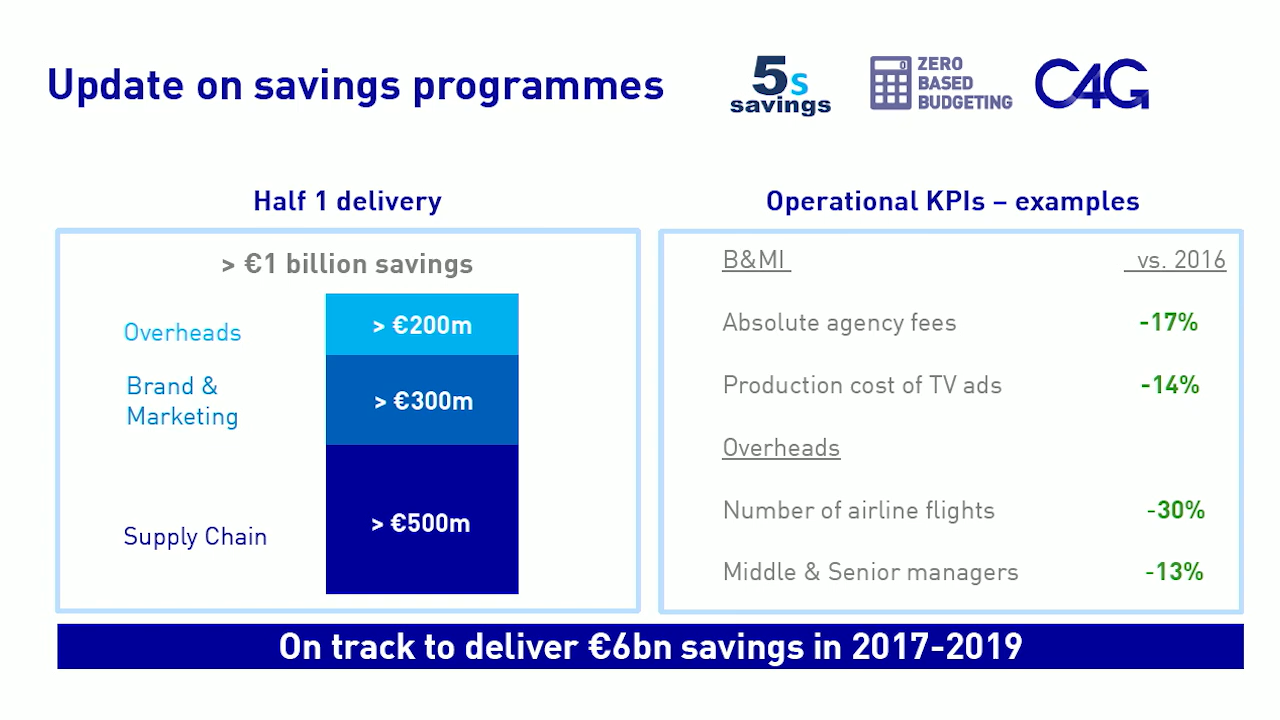 Update on savings programmes
5s
savings
ZERO
BASED
BUDGETING
C4G
Half 1 delivery
> €1 billion savings
Overheads
> €200m
Brand &
Marketing
> €300m
Supply Chain
> €500m
Operational KPIs – examples
B&MI vs. 2016
Absolute agency fees -17%
Production cost of TV ads -14%
Overheads
Number of airline flights -30%
Middle & Senior managers -13%
On track to deliver €6bn savings in 2017-2019